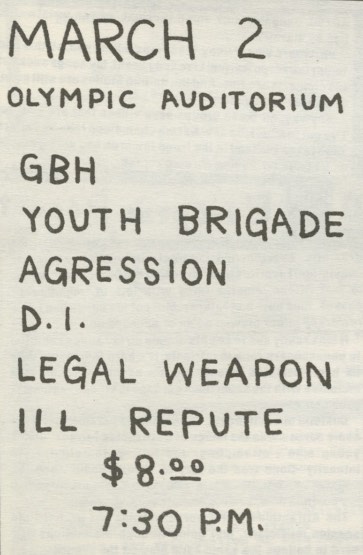 MARCH 2
OLYMPIC AUDITORIUM
GBH
YOUTH BRIGADE
AGRESSION
D.I.
LEGAL WEAPON
ILL REPUTE
$8.00
7:30 P.M.